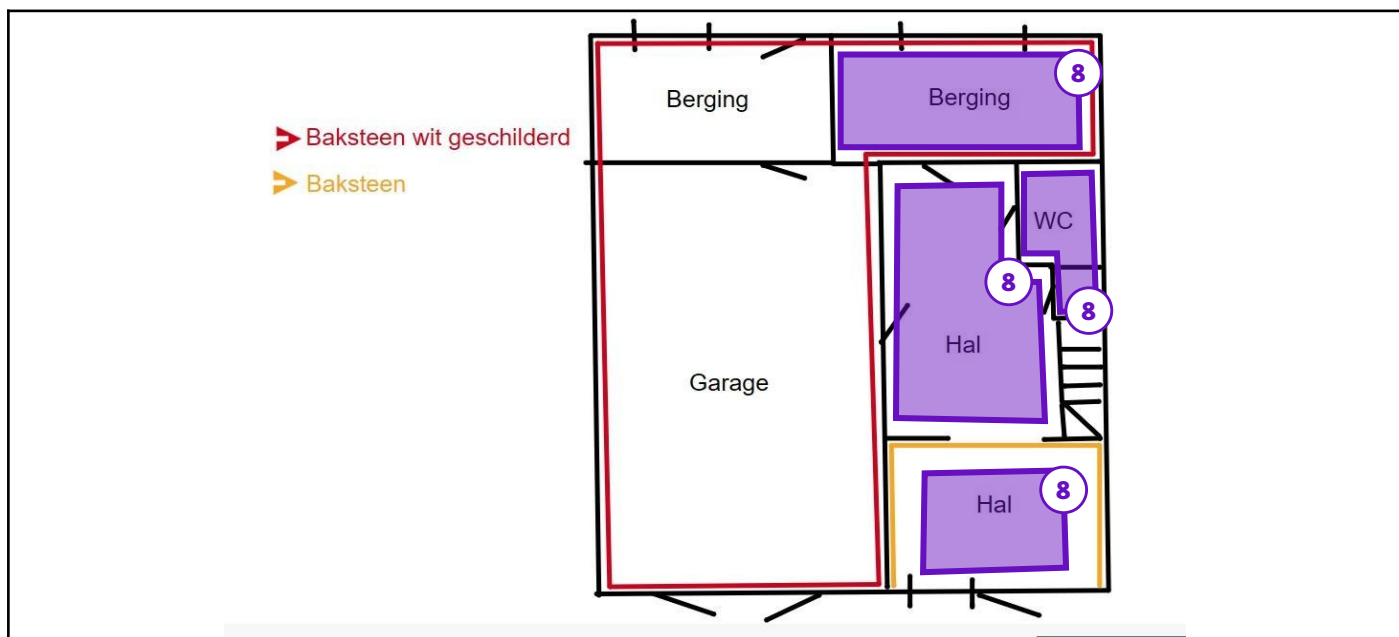 Berging
Berging
8
Baksteen wit geschilderd
Baksteen
WC
8
8
Hal
Garage
8
Hal